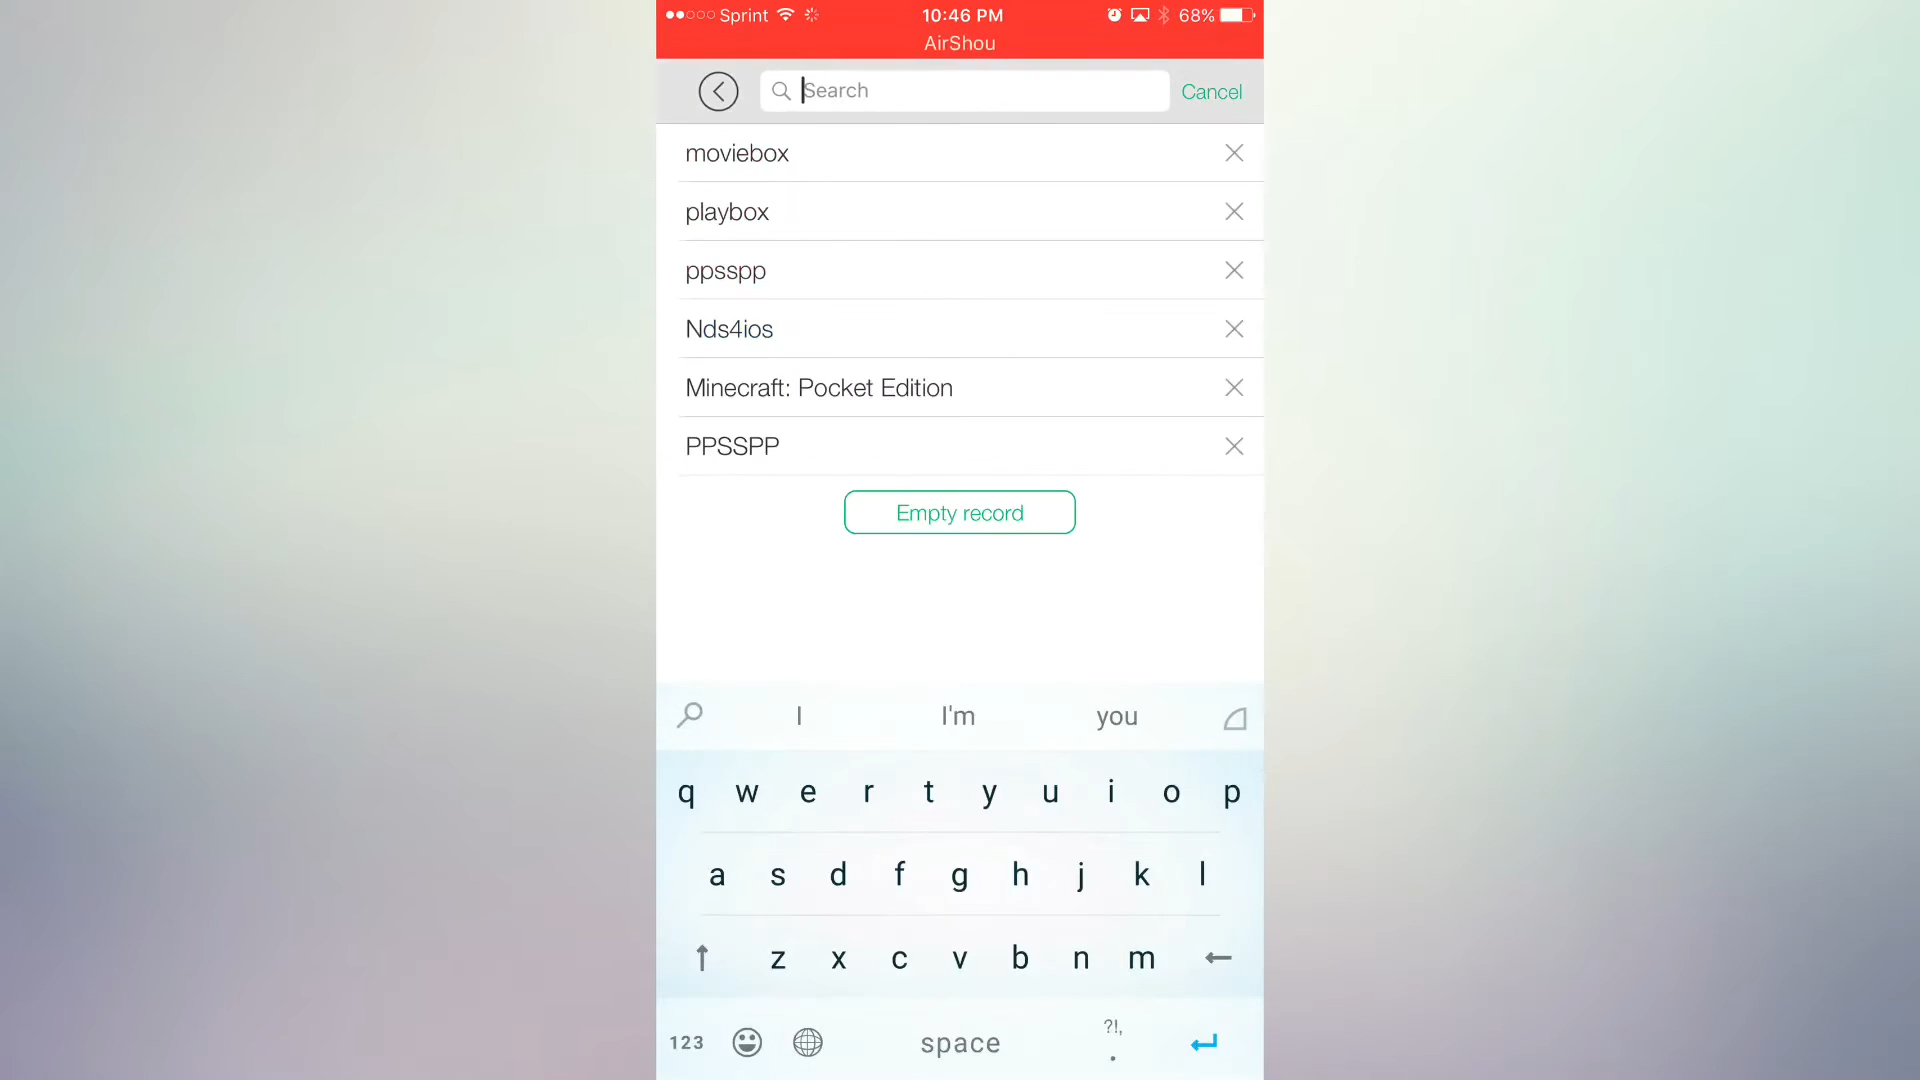 Sprint 10:46 PM 68%
AirShou
Search Cancel
moviebox
playbox
ppsspp
Nds4ios
Minecraft: Pocket Edition
PPSSPP
Empty record
I I'm you
q w e r t y u i o p
a s d f g h j k l
z x c v b n m
?!,
123 space .